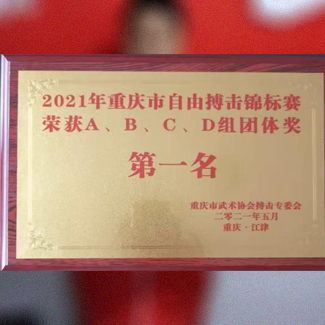 2021年重庆市自由搏击锦标赛
荣获A、B、C、D组团体奖
第一名
重庆市武术协会搏击专委会
二零二一年五月
重庆·江津